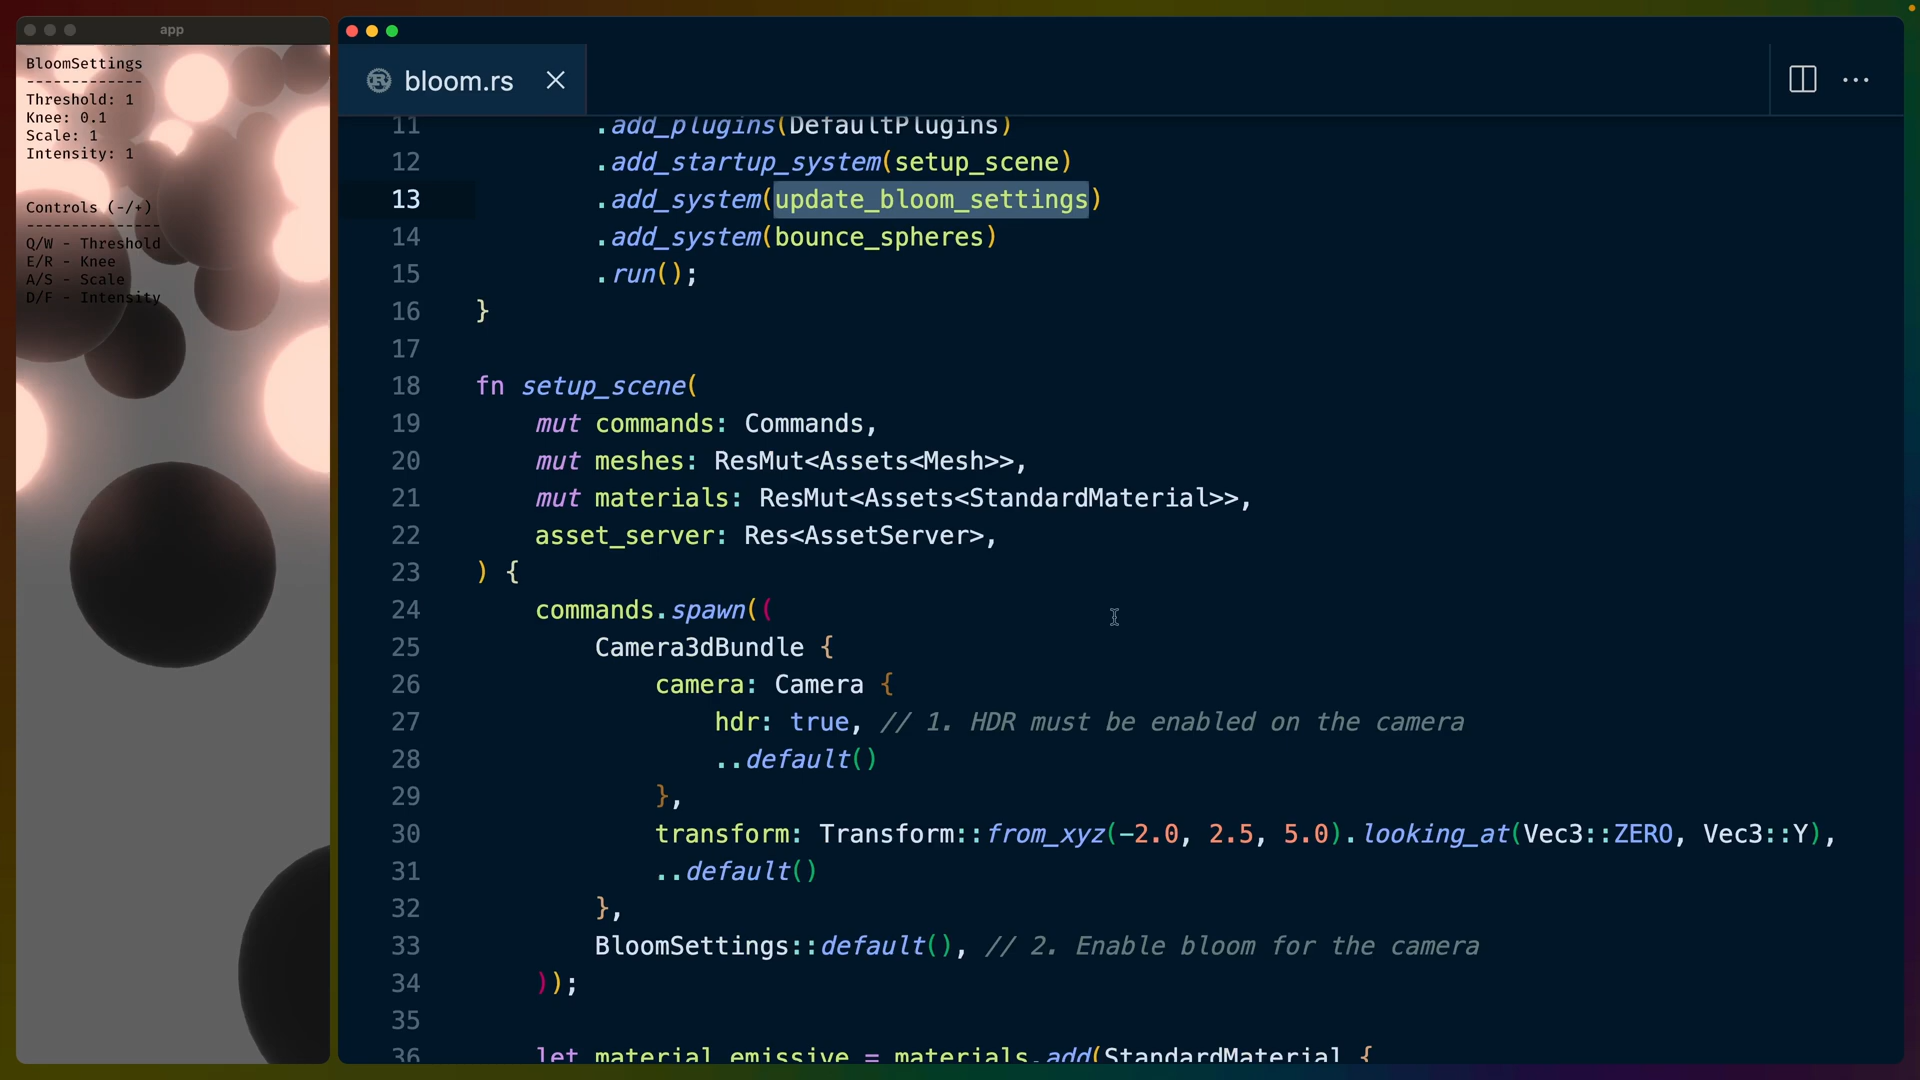 app
BloomSettings
-------------
Threshold: 1
Knee: 0.1
Scale: 1
Intensity: 1
Controls (-/+)
---------------
Q/W - Threshold
E/R - Knee
A/S - Scale
D/F - Intensity
bloom.rs
11 .add_plugins(DefaultPlugins)
12 .add_startup_system(setup_scene)
13 .add_system(update_bloom_settings)
14 .add_system(bounce_spheres)
15 .run();
16 }
17
18 fn setup_scene(
19 mut commands: Commands,
20 mut meshes: ResMut<Assets<Mesh>>,
21 mut materials: ResMut<Assets<StandardMaterial>>,
22 asset_server: Res<AssetServer>,
23 ) {
24 commands.spawn((
25 Camera3dBundle {
26 camera: Camera {
27 hdr: true, // 1. HDR must be enabled on the camera
28 ..default()
29 },
30 transform: Transform::from_xyz(-2.0, 2.5, 5.0).looking_at(Vec3::ZERO, Vec3::Y),
31 ..default()
32 },
33 BloomSettings::default(), // 2. Enable bloom for the camera
34 ));
35
36 let material_emissive = materials.add(StandardMaterial {